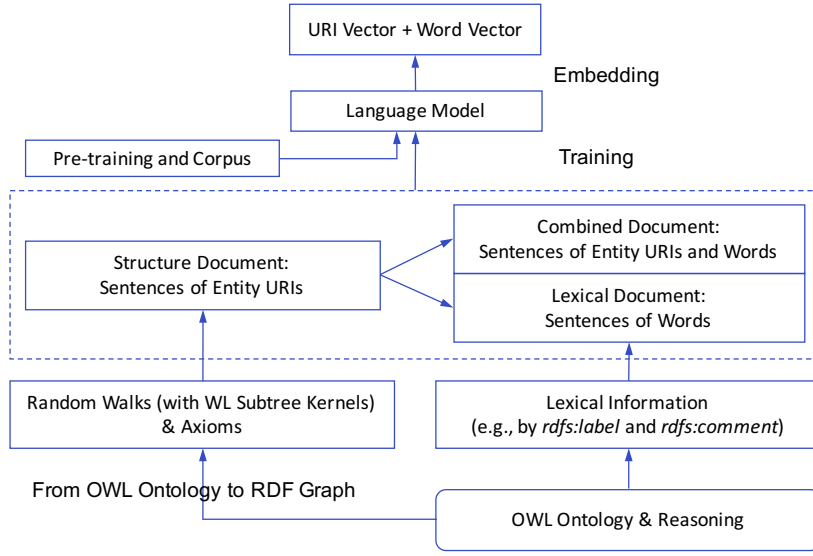 URI Vector + Word Vector
Embedding
Language Model
Pre-training and Corpus
Training
Combined Document:
Sentences of Entity URIs and Words
Structure Document:
Sentences of Entity URIs
Lexical Document:
Sentences of Words
Random Walks (with WL Subtree Kernels)
& Axioms
Lexical Information
(e.g., by rdfs:label and rdfs:comment)
From OWL Ontology to RDF Graph
OWL Ontology & Reasoning